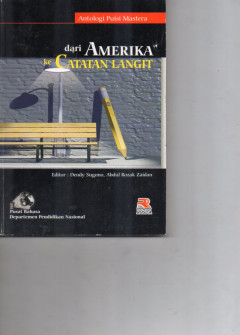 Antologi Puisi Mastera
dari AMERIKA
ke CATATAN LANGIT
Editor : Dendy Sugono, Abdul Rozak Zaidan
Pusat Bahasa
Departemen Pendidikan Nasional